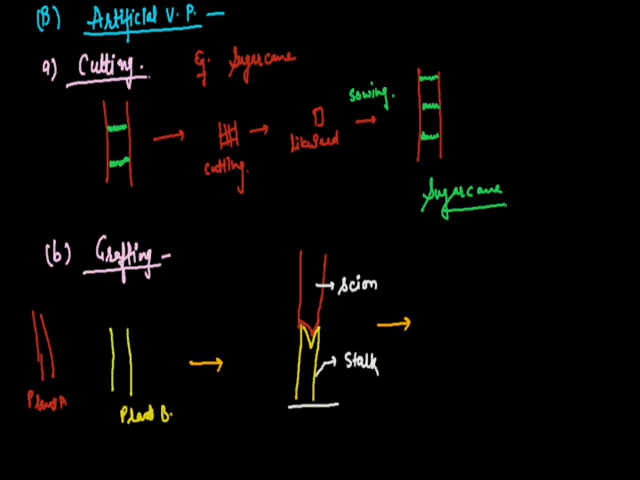 (B) Artificial V. P. -
a) Cutting. Eg. Sugarcane
Sowing.
Cutting.
like seed
Sugarcane
(b) Grafting -
Scion
Stalk
Plant A
Plant B.